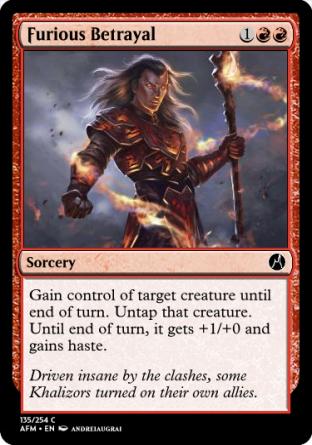 Furious Betrayal 1
Sorcery
Gain control of target creature until
end of turn. Untap that creature.
Until end of turn, it gets +1/+0 and
gains haste.
Driven insane by the clashes, some
Khalizors turned on their own allies.
135/254 C
AFM • EN ANDREIAUGRAI